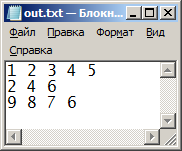 out.txt — Блокн...
Файл Правка Формат Вид
Справка
1 2 3 4 5
2 4 6
9 8 7 6